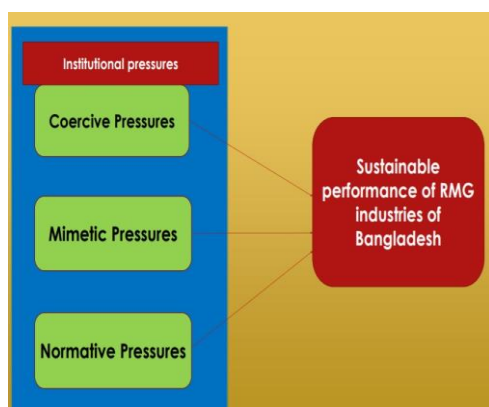 Institutional pressures
Coercive Pressures
Sustainable
performance of RMG
industries of
Bangladesh
Mimetic Pressures
Normative Pressures